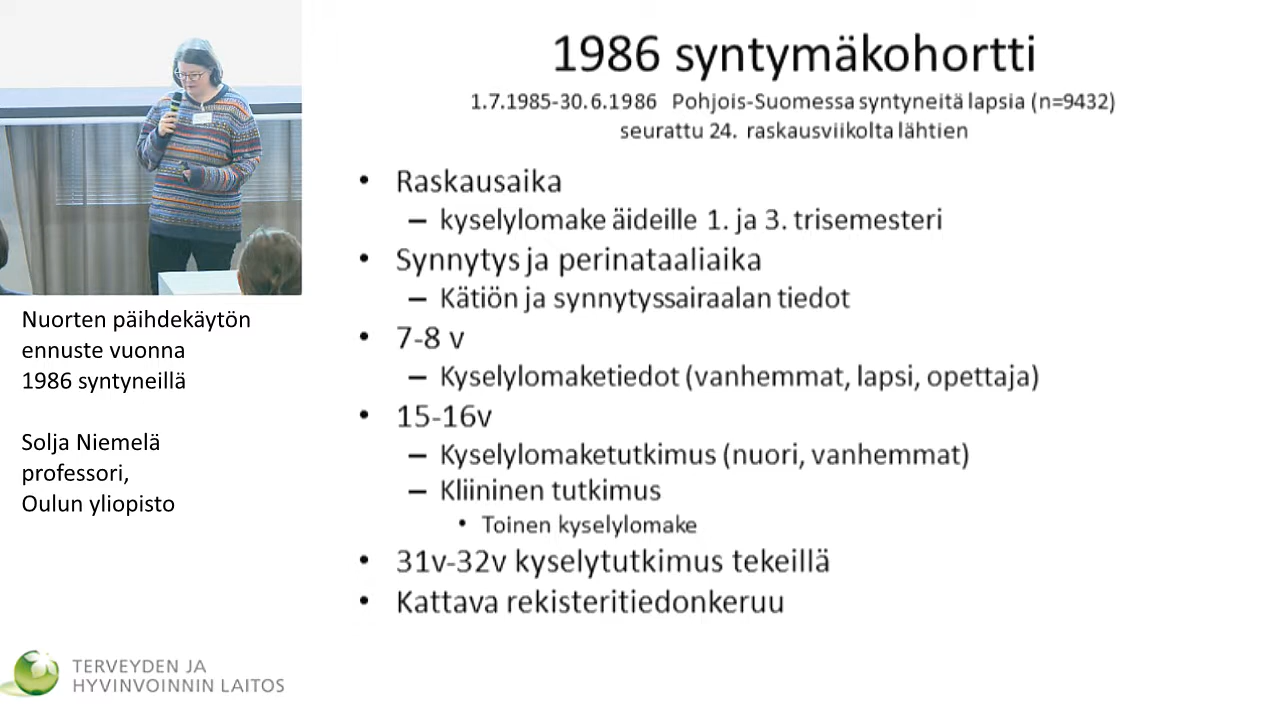 1986 syntymäkohortti
1.7.1985-30.6.1986 Pohjois-Suomessa syntyneitä lapsia (n=9432)
seurattu 24. raskausviikolta lähtien
• Raskausaika
– kyselylomake äideille 1. ja 3. trisemesteri
• Synnytys ja perinataaliaika
– Kätiön ja synnytyssairaalan tiedot
• 7-8 v
– Kyselylomaketiedot (vanhemmat, lapsi, opettaja)
• 15-16v
– Kyselylomaketutkimus (nuori, vanhemmat)
– Kliininen tutkimus
• Toinen kyselylomake
• 31v-32v kyselytutkimus tekeillä
• Kattava rekisteritiedonkeruu
Nuorten päihdekäytön
ennuste vuonna
1986 syntyneillä
Solja Niemelä
professori,
Oulun yliopisto
TERVEYDEN JA
HYVINVOINNIN LAITOS